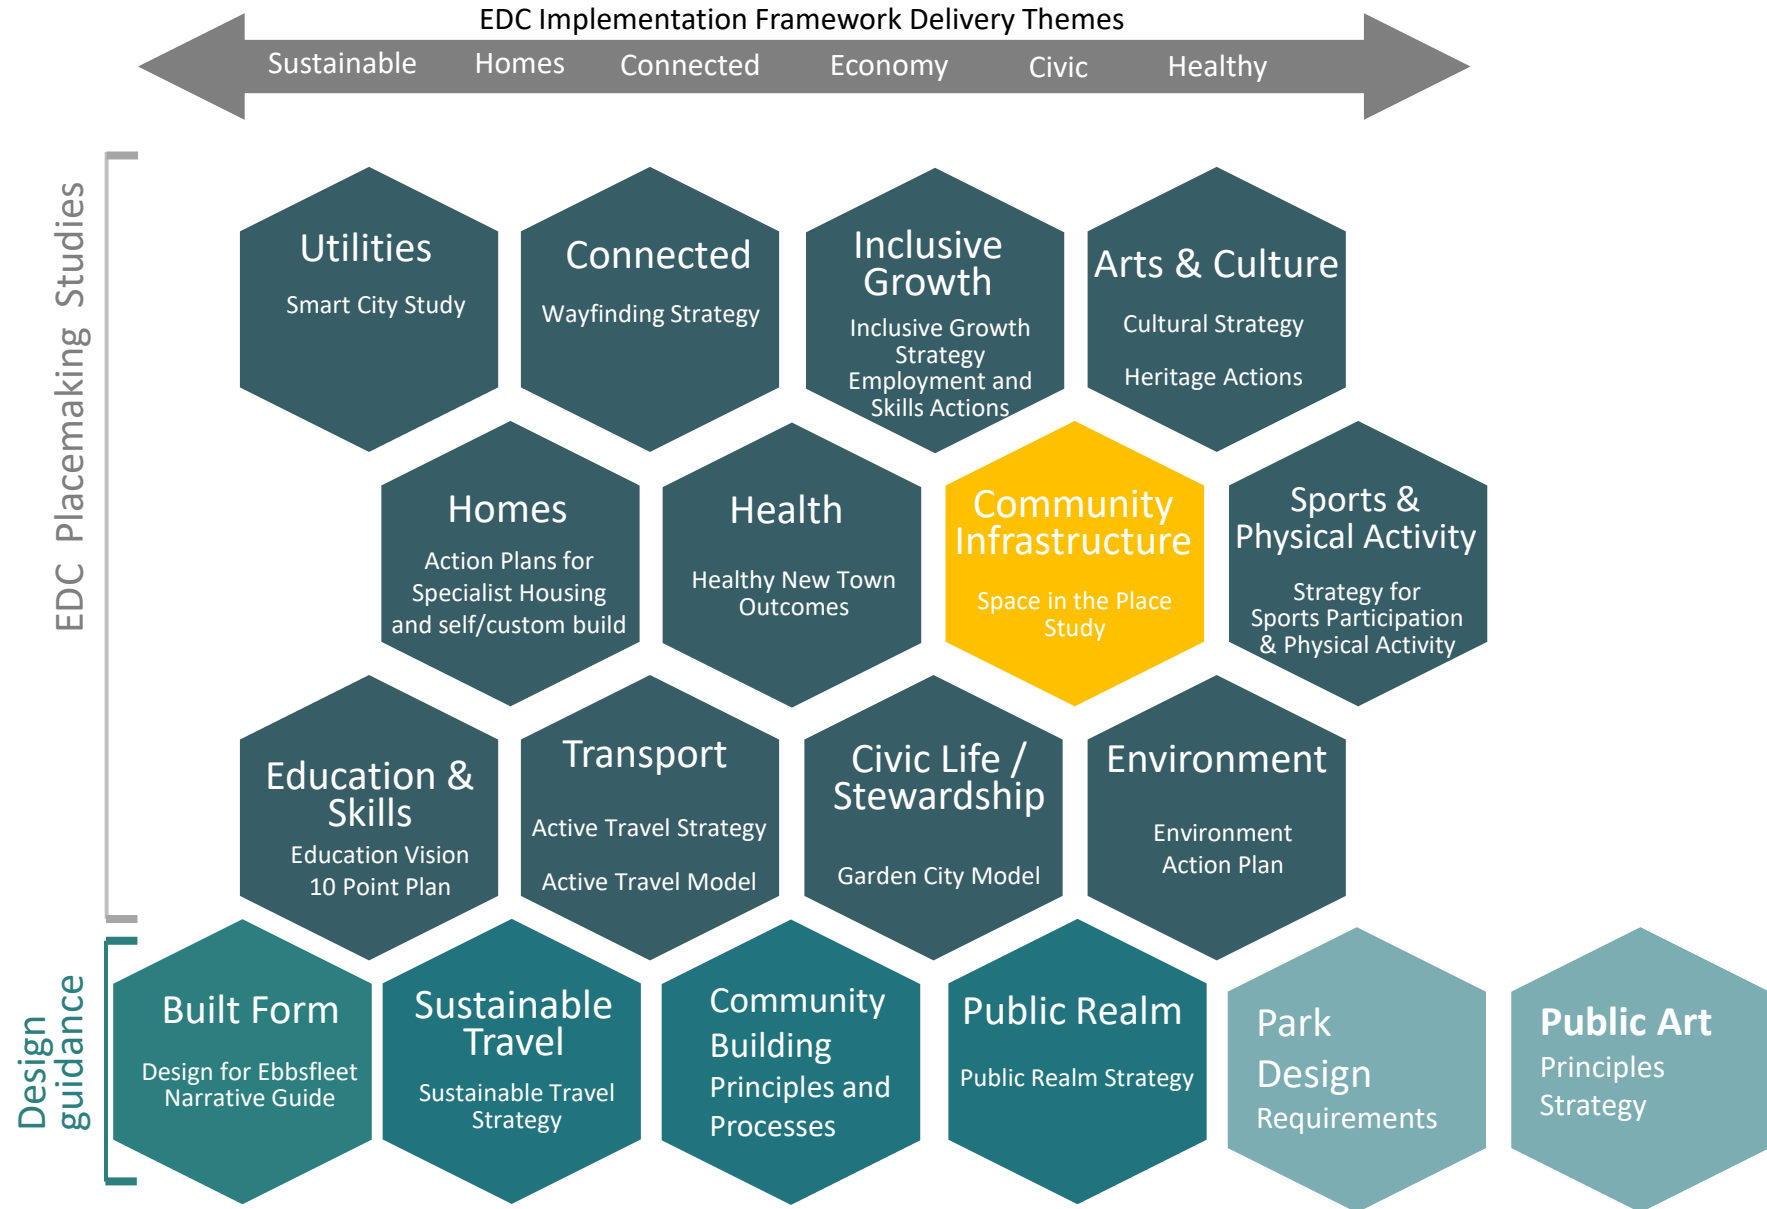 EDC Implementation Framework Delivery Themes
Sustainable Homes Connected Economy Civic Healthy
EDC Placemaking Studies
Utilities
Smart City Study
Connected
Wayfinding Strategy
Inclusive
Growth
Inclusive Growth
Strategy
Employment and
Skills Actions
Arts & Culture
Cultural Strategy
Heritage Actions
Homes
Action Plans for
Specialist Housing
and self/custom build
Health
Healthy New Town
Outcomes
Community
Infrastructure
Space in the Place
Study
Sports &
Physical Activity
Strategy for
Sports Participation
& Physical Activity
Education &
Skills
Education Vision
10 Point Plan
Transport
Active Travel Strategy
Active Travel Model
Civic Life /
Stewardship
Garden City Model
Environment
Environment
Action Plan
Design
guidance
Built Form
Design for Ebbsfleet
Narrative Guide
Sustainable
Travel
Sustainable Travel
Strategy
Community
Building
Principles and
Processes
Public Realm
Public Realm Strategy
Park
Design
Requirements
Public Art
Principles
Strategy